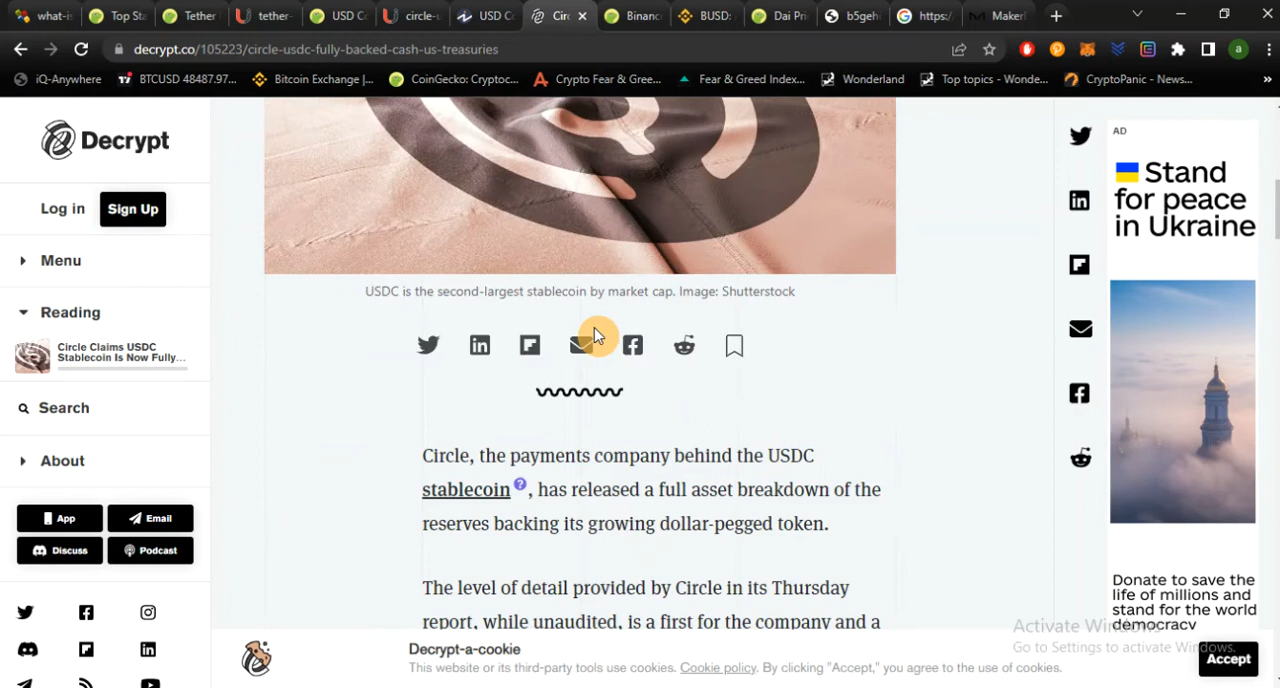 what-is
Top Sta
Tether
tether-
USD Co
circle-u
USD Co
Circ
Binanc
BUSD:
Dai Pri
b5geh
https:/
Maker
decrypt.co/105223/circle-usdc-fully-backed-cash-us-treasuries
a
iQ-Anywhere
BTCUSD 48487.97...
Bitcoin Exchange |...
CoinGecko: Cryptoc...
Crypto Fear & Gree...
Fear & Greed Index...
Wonderland
Top topics - Wonde...
CryptoPanic - News...
»
Decrypt
Log in
Sign Up
Menu
Reading
Circle Claims USDC
Stablecoin Is Now Fully...
Search
About
App
Email
Discuss
Podcast
USDC is the second-largest stablecoin by market cap. Image: Shutterstock
Circle, the payments company behind the USDC
stablecoin ?, has released a full asset breakdown of the
reserves backing its growing dollar-pegged token.
The level of detail provided by Circle in its Thursday
report, while unaudited, is a first for the company and a
AD
Stand
for peace
in Ukraine
Donate to save the
life of millions and
stand for the world
democracy
Activate Windows
Go to Settings to activate Windows.
Decrypt-a-cookie
This website or its third-party tools use cookies. Cookie policy. By clicking "Accept," you agree to the use of cookies.
Accept